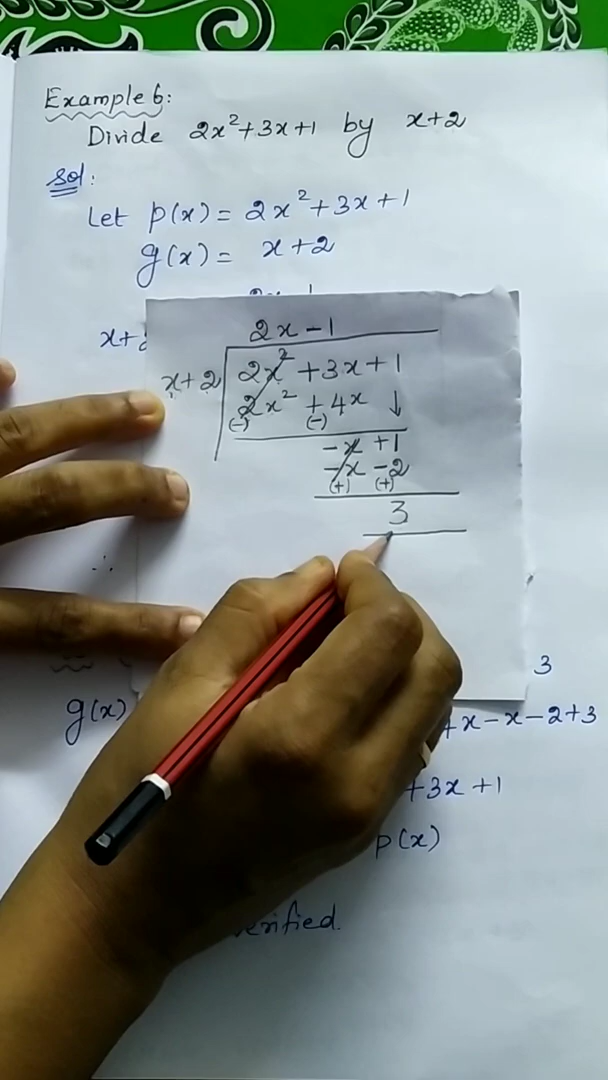 Example 6:
Divide 2x²+3x+1 by x+2
Sol:
Let p(x) = 2x²+3x+1
g(x) = x+2
2x-1
x+2 2x²+3x+1
2x²+4x ↓
(-) (-)
-x+1
-x-2
(+) (+)
3
3
g(x) +x-x-2+3
+3x+1
p(x)
verified.